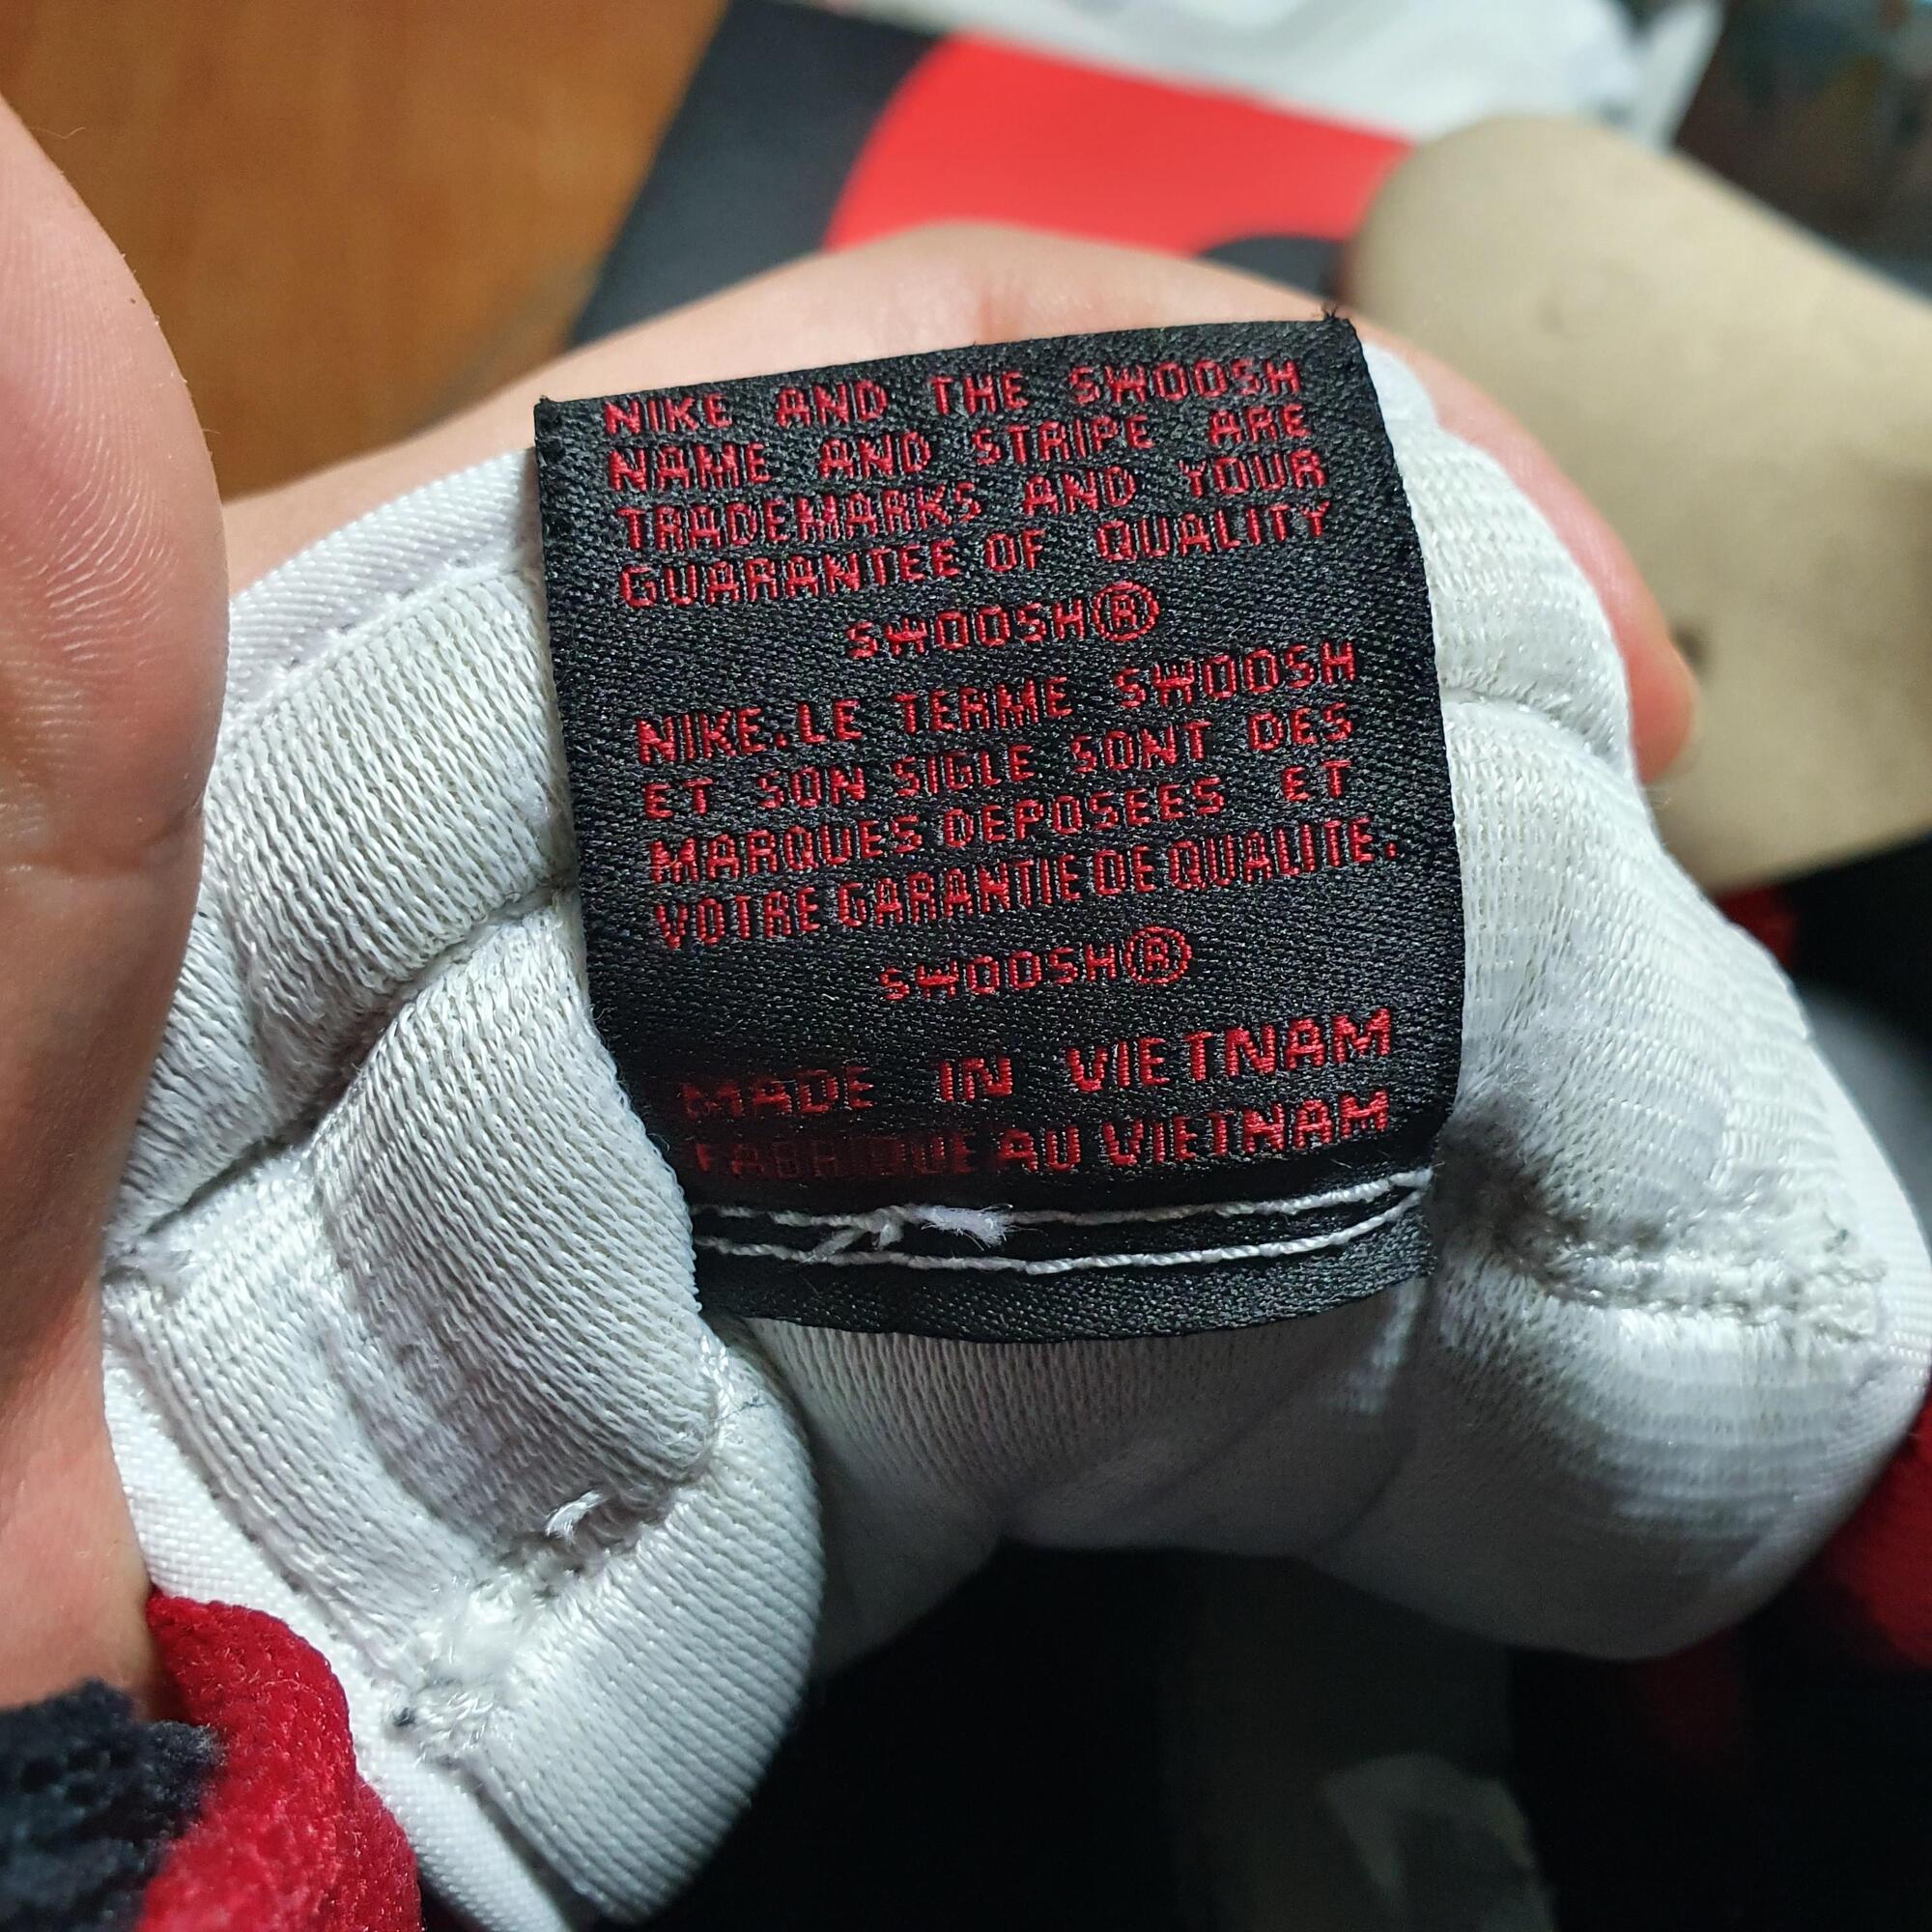 NIKE AND THE SWOOSH
NAME AND STRIPE ARE
TRADEMARKS AND YOUR
GUARANTEE OF QUALITY
SWOOSH®
NIKE.LE TERME SWOOSH
ET SON SIGLE SONT DES
MARQUES DEPOSEES ET
VOTRE GARANTIE DE QUALITE.
SWOOSH®
MADE IN VIETNAM
FABRIQUE AU VIETNAM